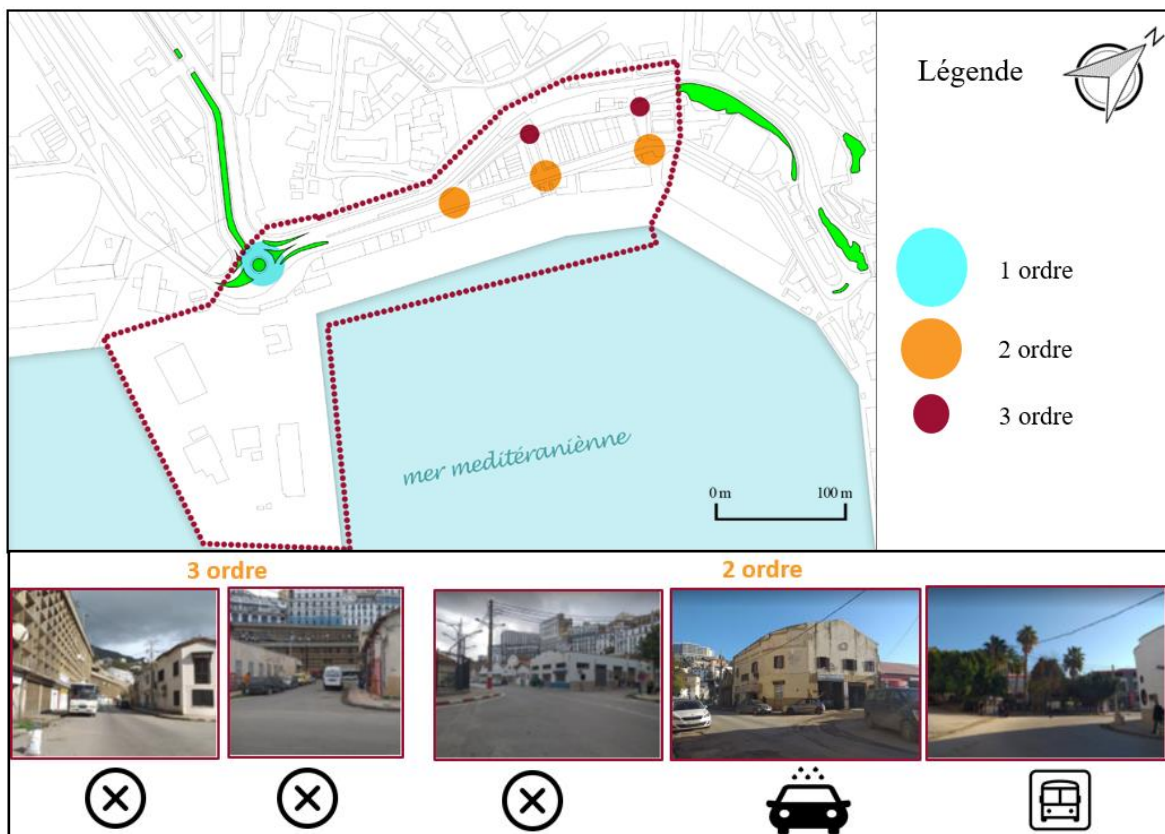 Légende
N
1 ordre
2 ordre
3 ordre
mer meditéraniènne
0 m
100 m
3 ordre
2 ordre